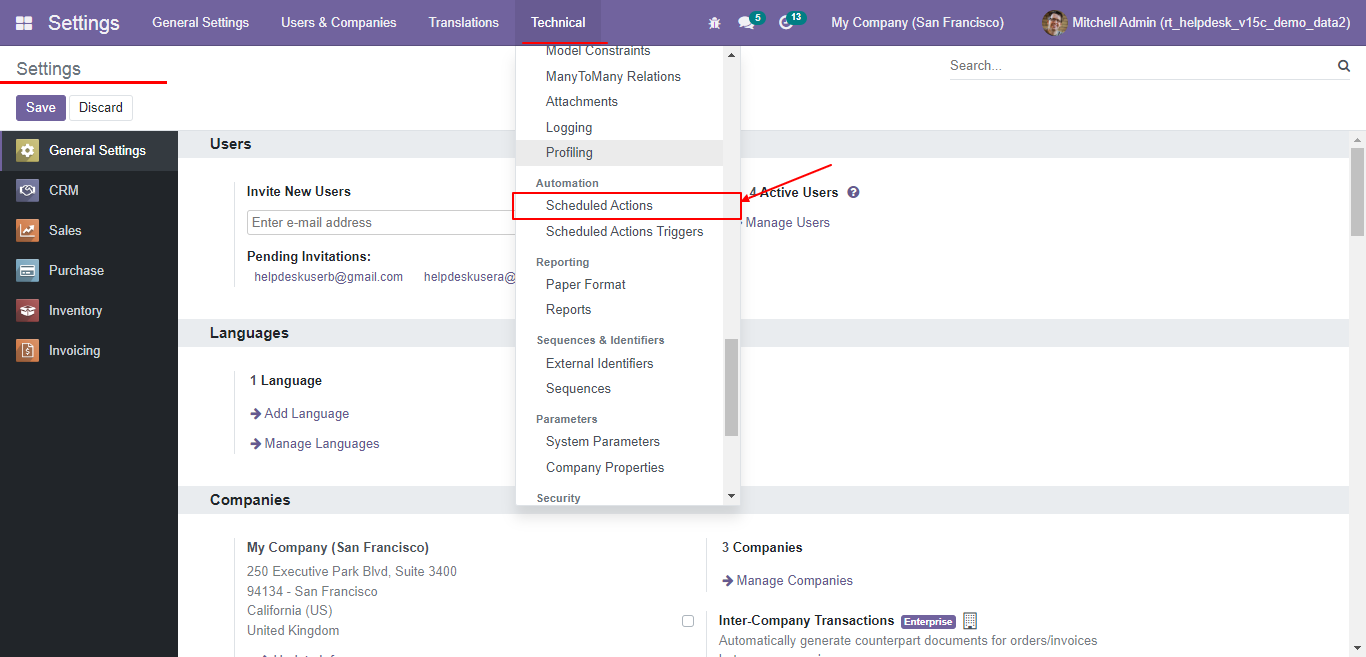 Settings
General Settings
Users & Companies
Translations
Technical
5
13
My Company (San Francisco)
Mitchell Admin (rt_helpdesk_v15c_demo_data2)
Settings
Search...
Save
Discard
General Settings
CRM
Sales
Purchase
Inventory
Invoicing
Model Constraints
ManyToMany Relations
Attachments
Logging
Profiling
Automation
Scheduled Actions
Scheduled Actions Triggers
Reporting
Paper Format
Reports
Sequences & Identifiers
External Identifiers
Sequences
Parameters
System Parameters
Company Properties
Security
Users
Invite New Users
Enter e-mail address
Pending Invitations:
helpdeskuserb@gmail.com helpdeskusera@
4 Active Users
Manage Users
Languages
1 Language
Add Language
Manage Languages
Companies
My Company (San Francisco)
250 Executive Park Blvd, Suite 3400
94134 - San Francisco
California (US)
United Kingdom
3 Companies
Manage Companies
Inter-Company Transactions Enterprise
Automatically generate counterpart documents for orders/invoices